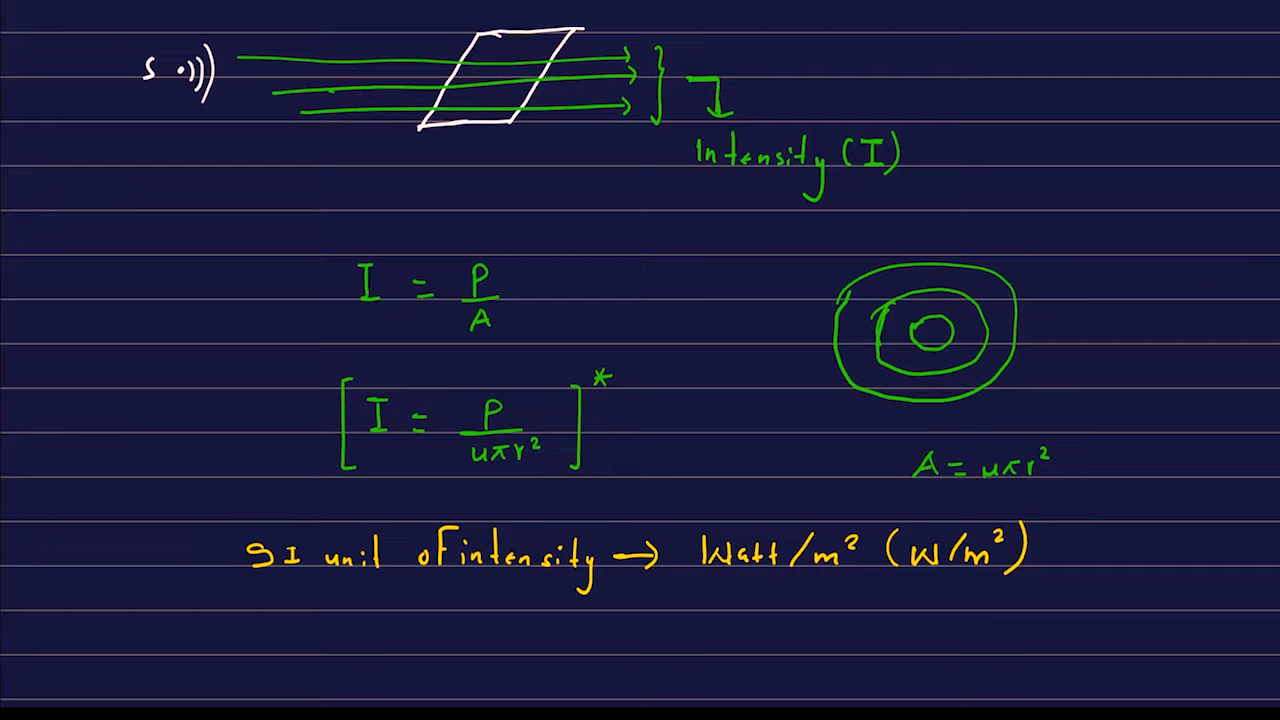 S
Intensity (I)
I = P/A
[I = P/4πr²]*
A = 4πr²
SI unit of intensity → Watt/m² (W/m²)